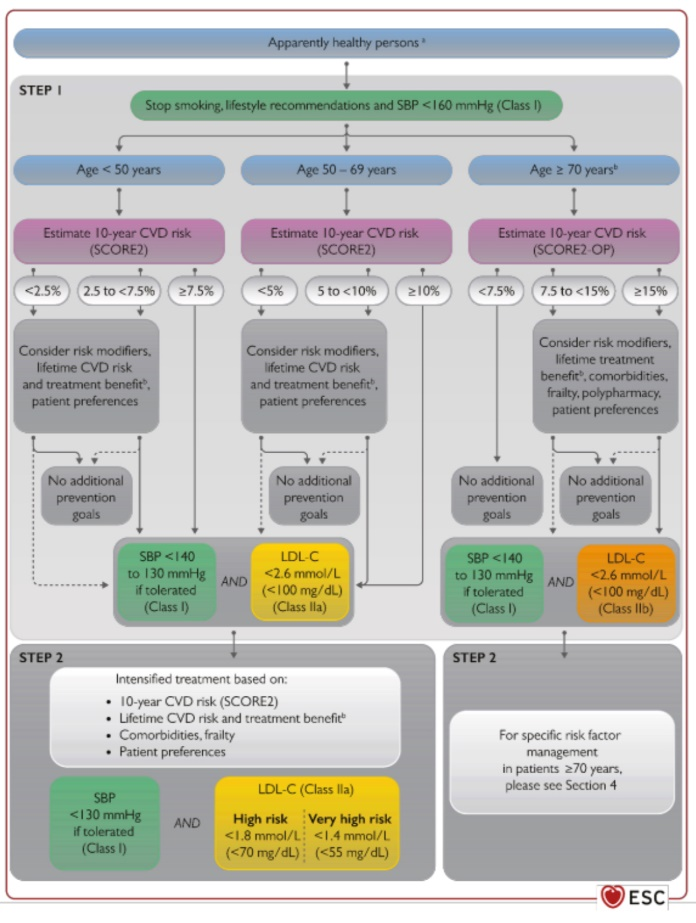 Apparently healthy persons a
STEP 1
Stop smoking, lifestyle recommendations and SBP <160 mmHg (Class I)
Age < 50 years
Age 50 – 69 years
Age ≥ 70 years b
Estimate 10-year CVD risk
(SCORE2)
Estimate 10-year CVD risk
(SCORE2)
Estimate 10-year CVD risk
(SCORE2-OP)
<2.5%
2.5 to <7.5%
≥7.5%
<5%
5 to <10%
≥10%
<7.5%
7.5 to <15%
≥15%
Consider risk modifiers,
lifetime CVD risk
and treatment benefit b,
patient preferences
Consider risk modifiers,
lifetime CVD risk
and treatment benefit b,
patient preferences
Consider risk modifiers,
lifetime treatment
benefit b, comorbidities,
frailty, polypharmacy,
patient preferences
No additional
prevention
goals
No additional
prevention
goals
No additional
prevention
goals
No additional
prevention
goals
SBP <140
to 130 mmHg
if tolerated
(Class I)
AND
LDL-C
<2.6 mmol/L
(<100 mg/dL)
(Class IIa)
SBP <140
to 130 mmHg
if tolerated
(Class I)
AND
LDL-C
<2.6 mmol/L
(<100 mg/dL)
(Class IIb)
STEP 2
Intensified treatment based on:
• 10-year CVD risk (SCORE2)
• Lifetime CVD risk and treatment benefit b
• Comorbidities, frailty
• Patient preferences
SBP
<130 mmHg
if tolerated
(Class I)
AND
LDL-C (Class IIa)
High risk
<1.8 mmol/L
(<70 mg/dL)
Very high risk
<1.4 mmol/L
(<55 mg/dL)
STEP 2
For specific risk factor
management
in patients ≥70 years,
please see Section 4
ESC